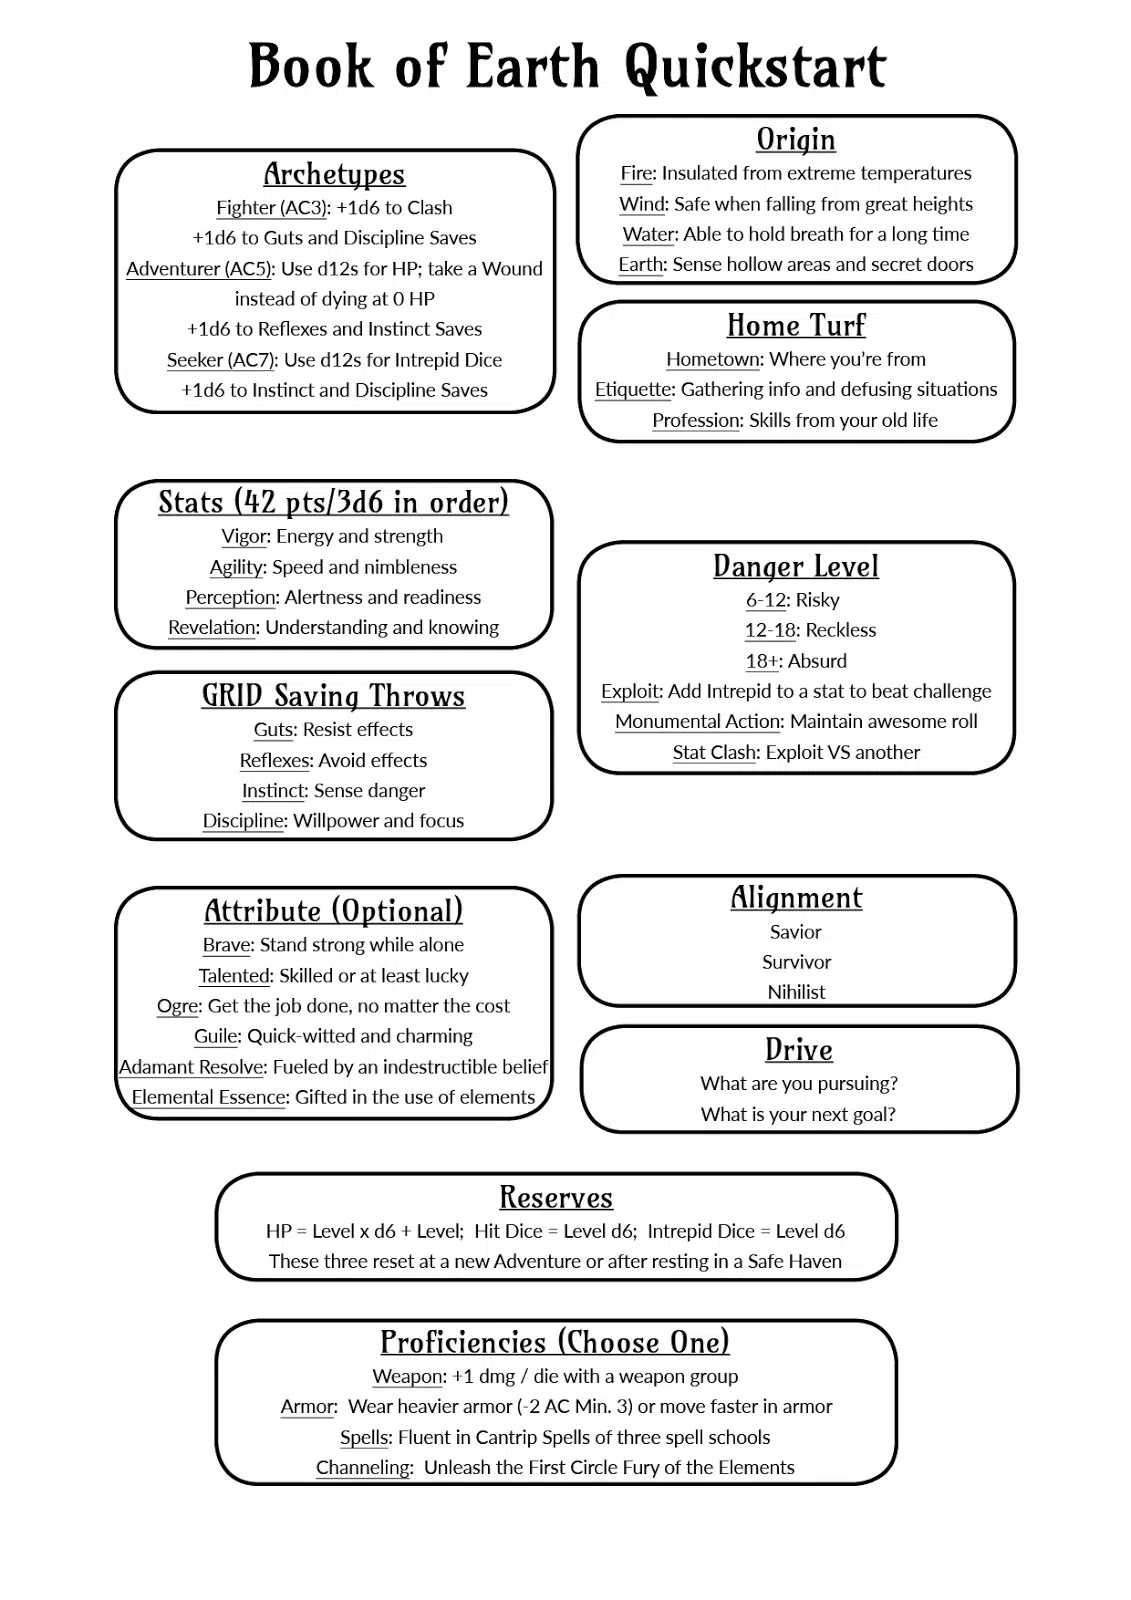 Book of Earth Quickstart
Archetypes
Fighter (AC3): +1d6 to Clash
+1d6 to Guts and Discipline Saves
Adventurer (AC5): Use d12s for HP; take a Wound
instead of dying at 0 HP
+1d6 to Reflexes and Instinct Saves
Seeker (AC7): Use d12s for Intrepid Dice
+1d6 to Instinct and Discipline Saves
Origin
Fire: Insulated from extreme temperatures
Wind: Safe when falling from great heights
Water: Able to hold breath for a long time
Earth: Sense hollow areas and secret doors
Home Turf
Hometown: Where you’re from
Etiquette: Gathering info and defusing situations
Profession: Skills from your old life
Stats (42 pts/3d6 in order)
Vigor: Energy and strength
Agility: Speed and nimbleness
Perception: Alertness and readiness
Revelation: Understanding and knowing
GRID Saving Throws
Guts: Resist effects
Reflexes: Avoid effects
Instinct: Sense danger
Discipline: Willpower and focus
Danger Level
6-12: Risky
12-18: Reckless
18+: Absurd
Exploit: Add Intrepid to a stat to beat challenge
Monumental Action: Maintain awesome roll
Stat Clash: Exploit VS another
Attribute (Optional)
Brave: Stand strong while alone
Talented: Skilled or at least lucky
Ogre: Get the job done, no matter the cost
Guile: Quick-witted and charming
Adamant Resolve: Fueled by an indestructible belief
Elemental Essence: Gifted in the use of elements
Alignment
Savior
Survivor
Nihilist
Drive
What are you pursuing?
What is your next goal?
Reserves
HP = Level x d6 + Level;  Hit Dice = Level d6;  Intrepid Dice = Level d6
These three reset at a new Adventure or after resting in a Safe Haven
Proficiencies (Choose One)
Weapon: +1 dmg / die with a weapon group
Armor:  Wear heavier armor (-2 AC Min. 3) or move faster in armor
Spells: Fluent in Cantrip Spells of three spell schools
Channeling:  Unleash the First Circle Fury of the Elements